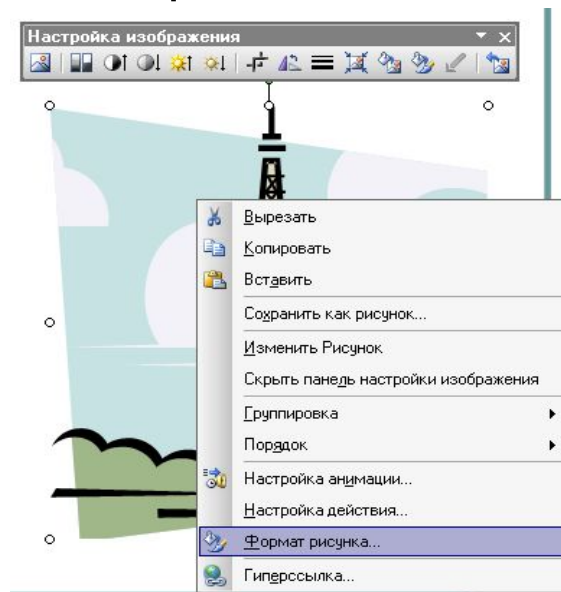 Настройка изображения
Вырезать
Копировать
Вставить
Сохранить как рисунок...
Изменить Рисунок
Скрыть панель настройки изображения
Группировка
Порядок
Настройка анимации...
Настройка действия...
Формат рисунка...
Гиперссылка...